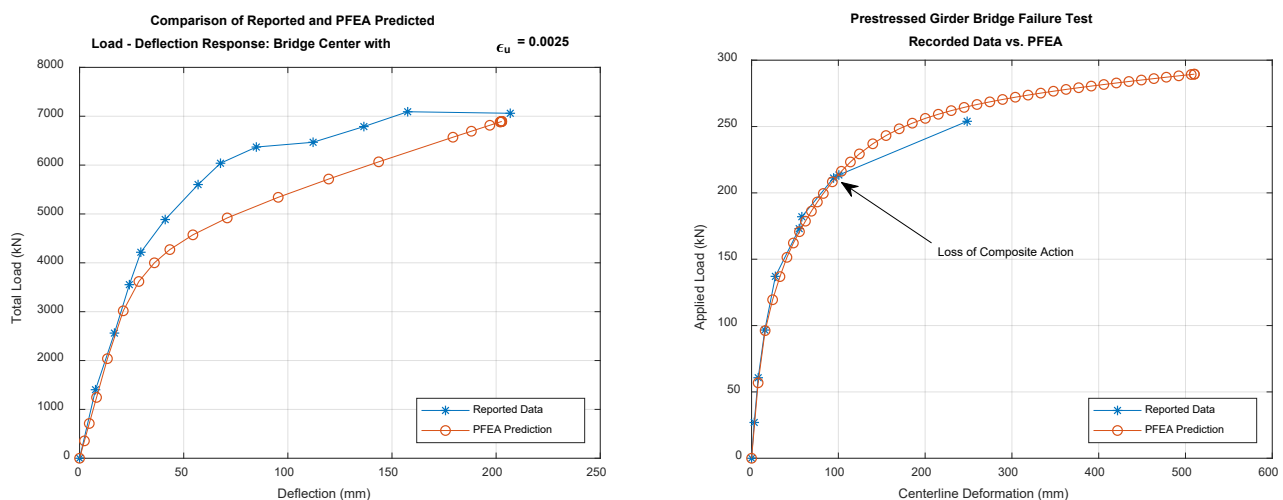 Comparison of Reported and PFEA Predicted
Load - Deflection Response: Bridge Center with ϵu = 0.0025
8000
7000
6000
5000
4000
3000
2000
1000
0
Total Load (kN)
0 50 100 150 200 250
Deflection (mm)
Reported Data
PFEA Prediction
Prestressed Girder Bridge Failure Test
Recorded Data vs. PFEA
300
250
200
150
100
50
0
Applied Load (kN)
Loss of Composite Action
0 100 200 300 400 500 600
Centerline Deformation (mm)
Reported Data
PFEA Prediction